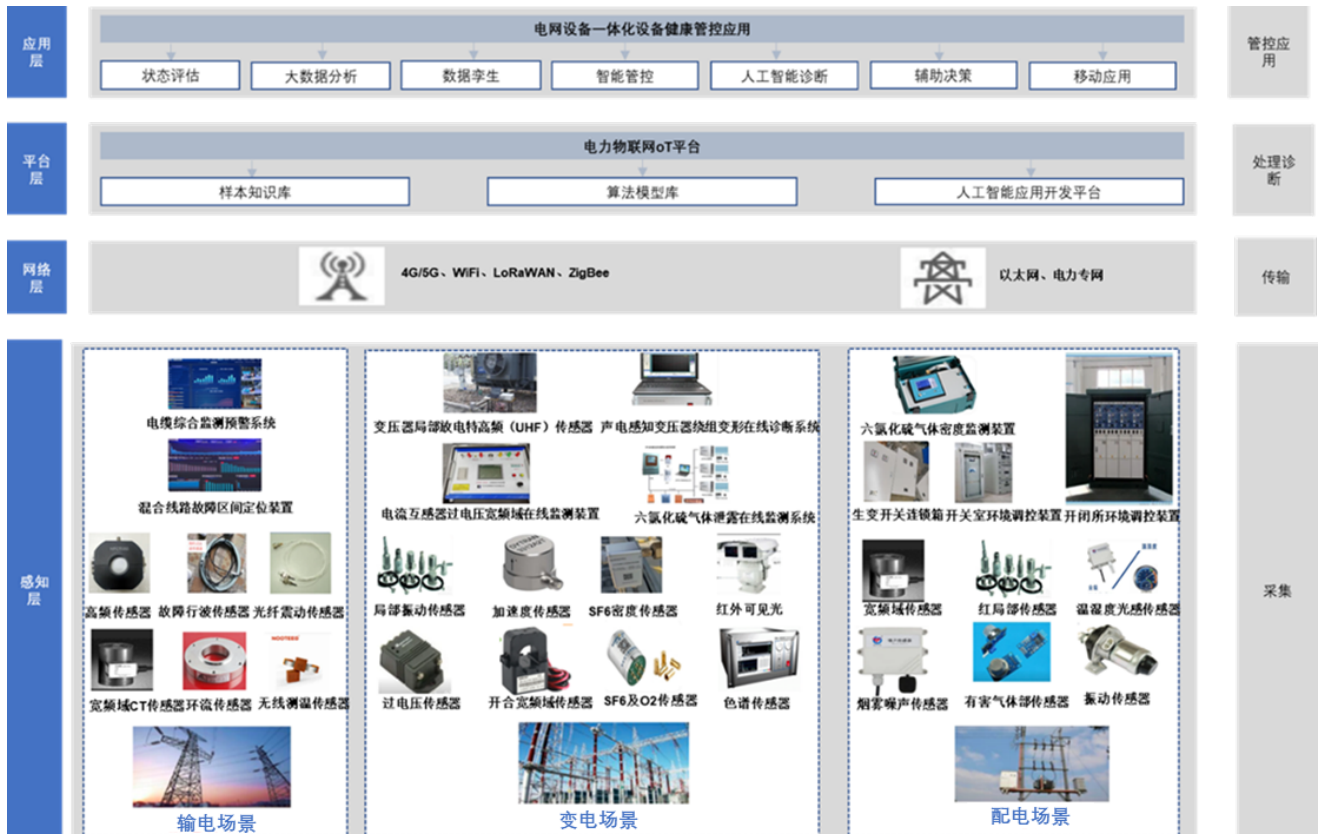 应用
层
电网设备一体化设备健康管控应用
状态评估
大数据分析
数据孪生
智能管控
人工智能诊断
辅助决策
移动应用
管控应
用
平台
层
电力物联网oT平台
样本知识库
算法模型库
人工智能应用开发平台
处理诊
断
网络
层
4G/5G、WiFi、LoRaWAN、ZigBee
以太网、电力专网
传输
感知
层
电缆综合监测预警系统
混合线路故障区间定位装置
高频传感器
故障行波传感器
光纤震动传感器
宽频域CT传感器
环流传感器
无线测温传感器
输电场景
变压器局部放电特高频（UHF）传感器
声电感知变压器绕组变形在线诊断系统
电流互感器过电压宽频域在线监测装置
六氯化硫气体泄露在线监测系统
局部振动传感器
加速度传感器
SF6密度传感器
红外可见光
过电压传感器
开合宽频域传感器
SF6及O2传感器
色谱传感器
变电场景
六氯化硫气体密度监测装置
生变开关连锁箱
开关室环境调控装置
开闭所环境调控装置
宽频域传感器
红局部传感器
温湿度光感传感器
烟雾噪声传感器
有害气体部传感器
振动传感器
配电场景
采集